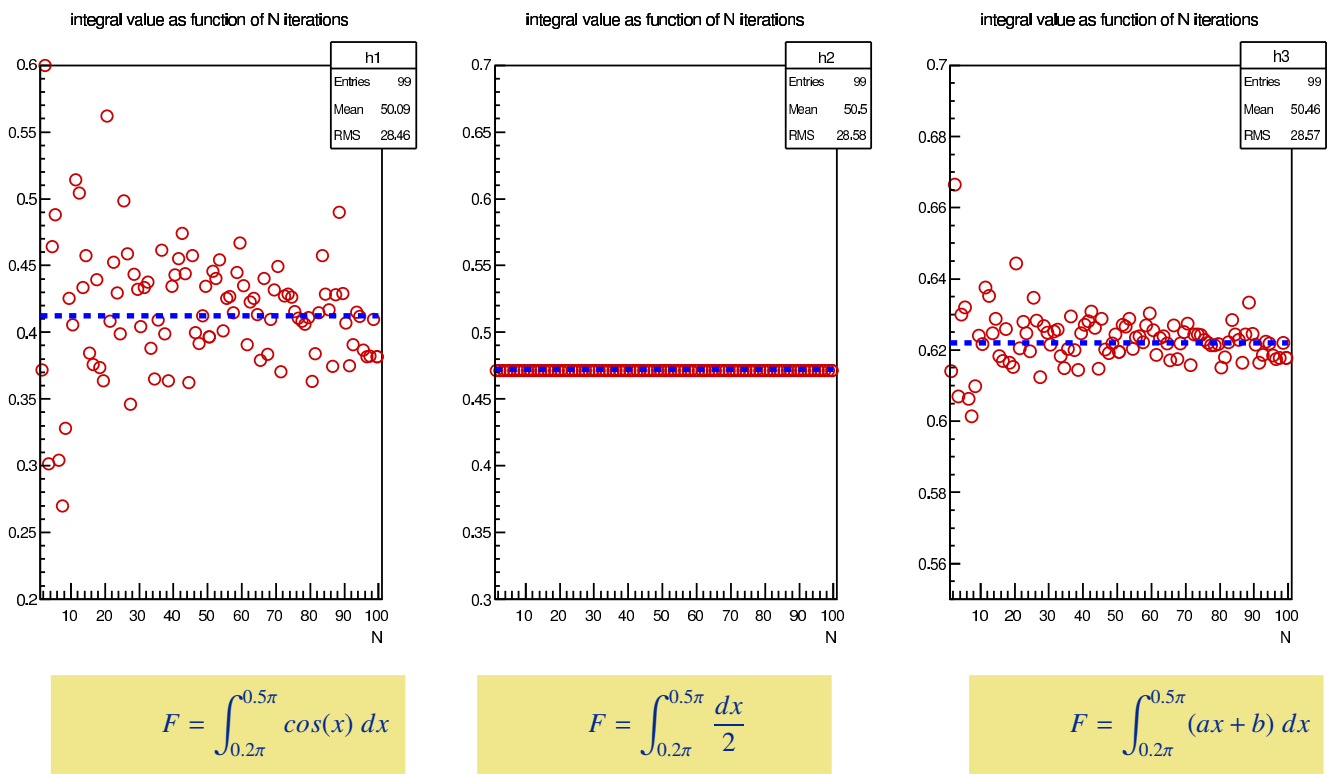 integral value as function of N iterations
h1
Entries 99
Mean 50.09
RMS 28.46
0.6
0.55
0.5
0.45
0.4
0.35
0.3
0.25
0.2
10 20 30 40 50 60 70 80 90 100
N
integral value as function of N iterations
h2
Entries 99
Mean 50.5
RMS 28.58
0.7
0.65
0.6
0.55
0.5
0.45
0.4
0.35
0.3
10 20 30 40 50 60 70 80 90 100
N
integral value as function of N iterations
h3
Entries 99
Mean 50.46
RMS 28.57
0.7
0.68
0.66
0.64
0.62
0.6
0.58
0.56
10 20 30 40 50 60 70 80 90 100
N
F = ∫_{0.2π}^{0.5π} cos(x) dx
F = ∫_{0.2π}^{0.5π} dx/2
F = ∫_{0.2π}^{0.5π} (ax + b) dx